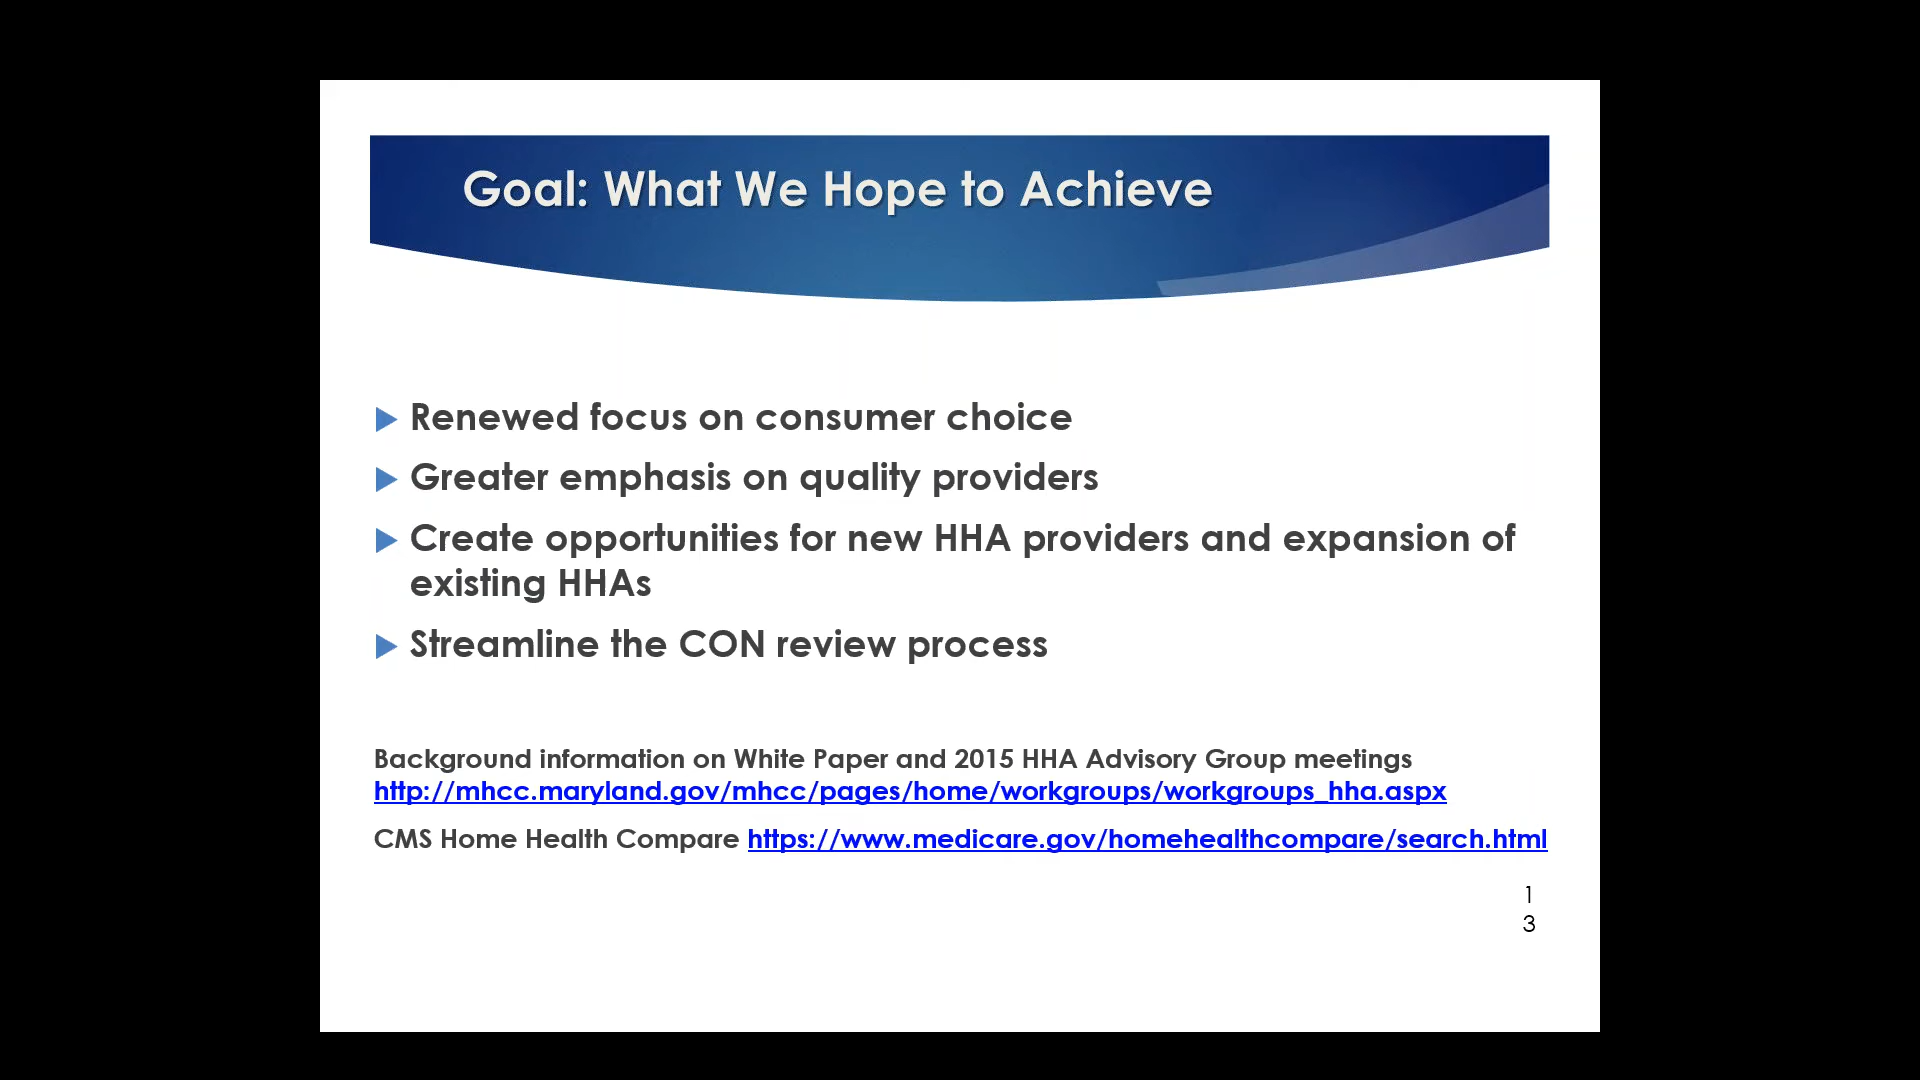 Goal: What We Hope to Achieve
Renewed focus on consumer choice
Greater emphasis on quality providers
Create opportunities for new HHA providers and expansion of
existing HHAs
Streamline the CON review process
Background information on White Paper and 2015 HHA Advisory Group meetings
http://mhcc.maryland.gov/mhcc/pages/home/workgroups/workgroups_hha.aspx
CMS Home Health Compare https://www.medicare.gov/homehealthcompare/search.html
1
3